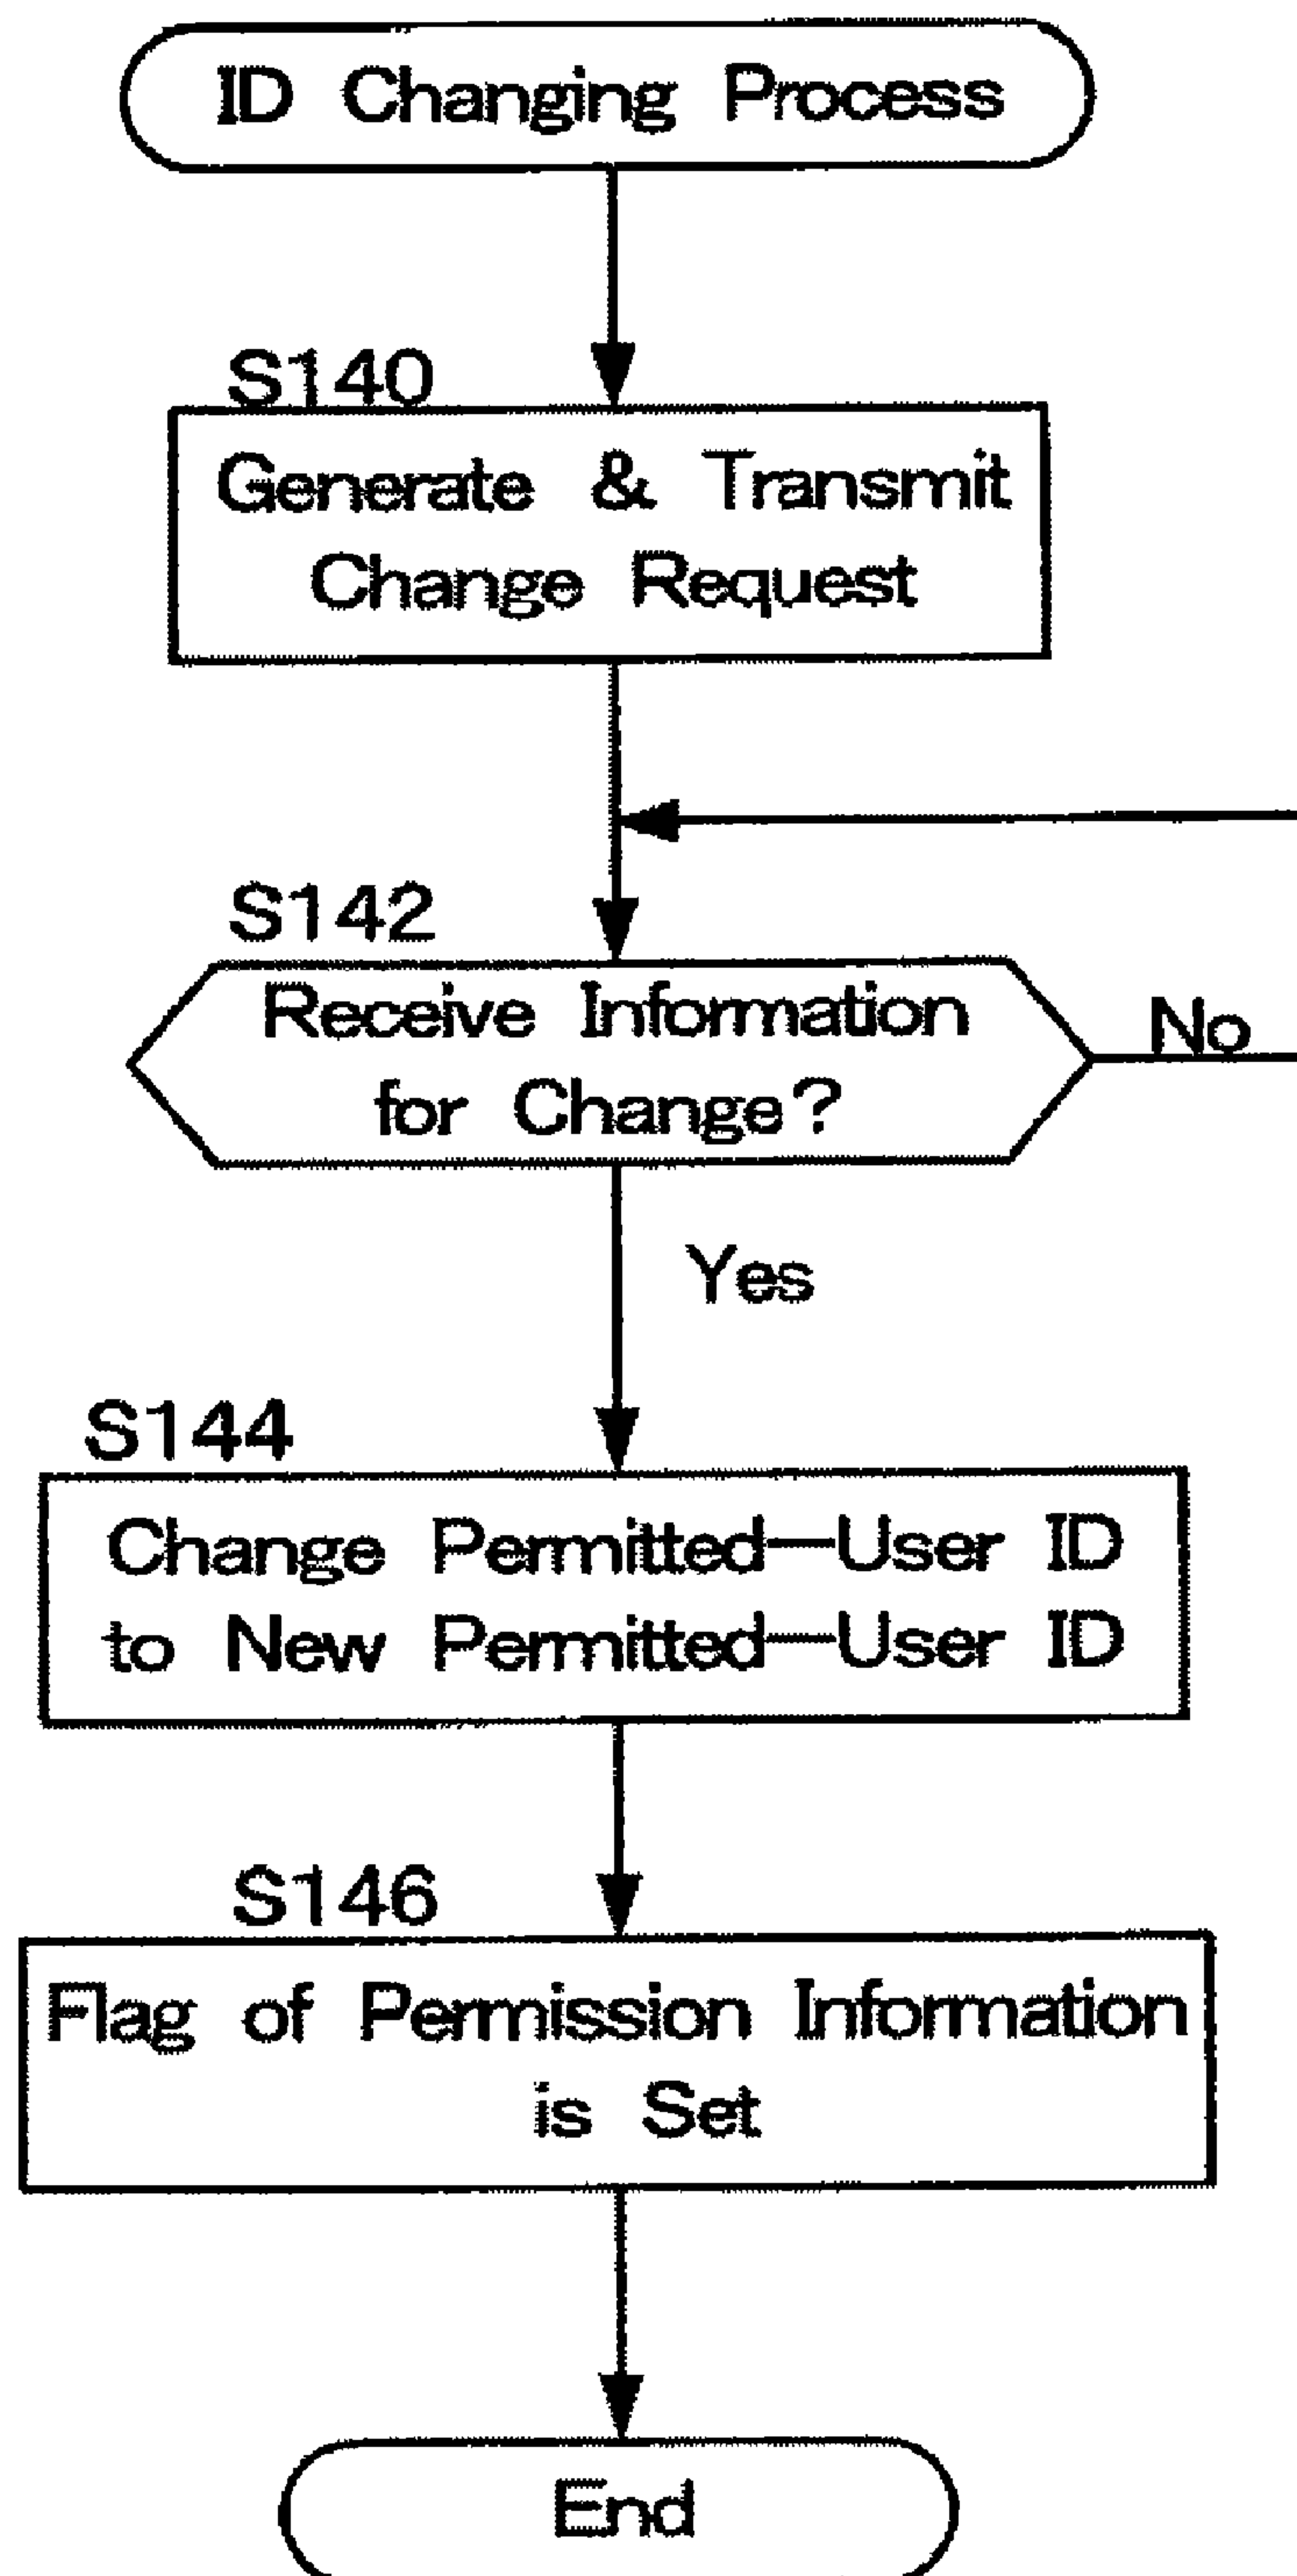 ID Changing Process
S140
Generate & Transmit
Change Request
S142
Receive Information
for Change?
No
Yes
S144
Change Permitted—User ID
to New Permitted—User ID
S146
Flag of Permission Information
is Set
End